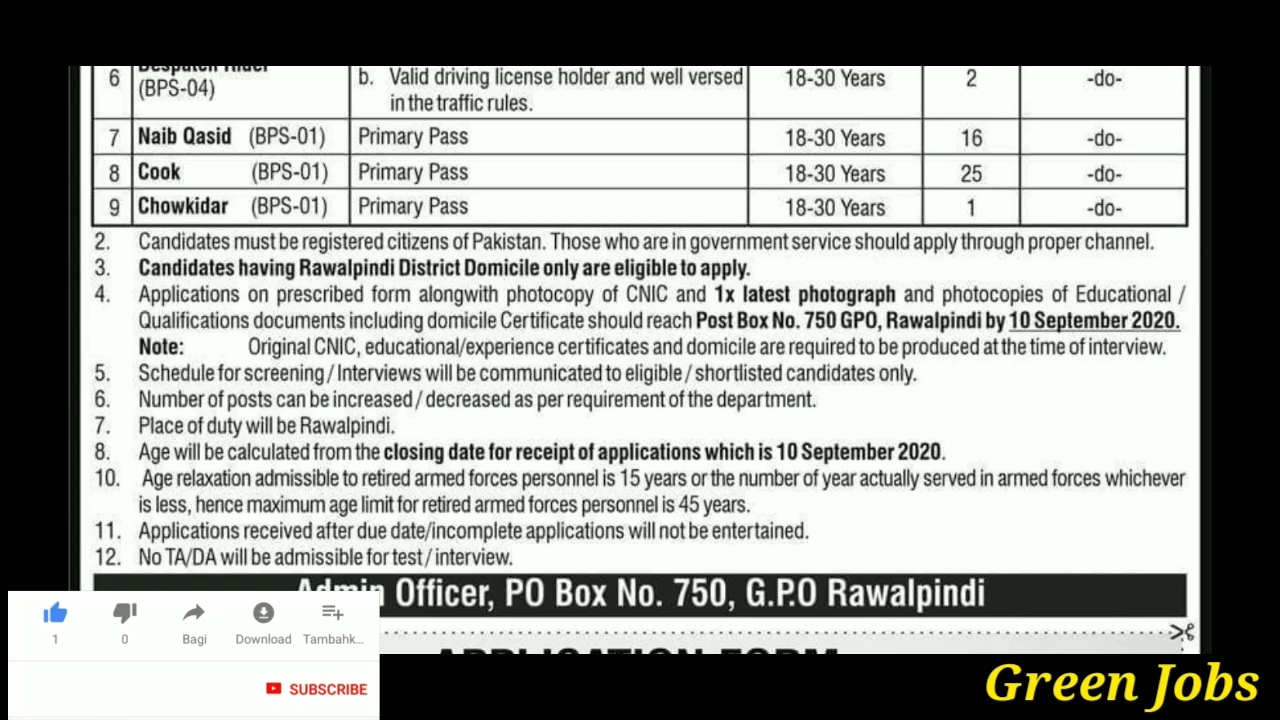 6 Despatch Rider (BPS-04) b. Valid driving license holder and well versed in the traffic rules. 18-30 Years 2 -do-
7 Naib Qasid (BPS-01) Primary Pass 18-30 Years 16 -do-
8 Cook (BPS-01) Primary Pass 18-30 Years 25 -do-
9 Chowkidar (BPS-01) Primary Pass 18-30 Years 1 -do-
2. Candidates must be registered citizens of Pakistan. Those who are in government service should apply through proper channel.
3. Candidates having Rawalpindi District Domicile only are eligible to apply.
4. Applications on prescribed form alongwith photocopy of CNIC and 1x latest photograph and photocopies of Educational /
Qualifications documents including domicile Certificate should reach Post Box No. 750 GPO, Rawalpindi by 10 September 2020.
Note: Original CNIC, educational/experience certificates and domicile are required to be produced at the time of interview.
5. Schedule for screening / Interviews will be communicated to eligible / shortlisted candidates only.
6. Number of posts can be increased / decreased as per requirement of the department.
7. Place of duty will be Rawalpindi.
8. Age will be calculated from the closing date for receipt of applications which is 10 September 2020.
10. Age relaxation admissible to retired armed forces personnel is 15 years or the number of year actually served in armed forces whichever
is less, hence maximum age limit for retired armed forces personnel is 45 years.
11. Applications received after due date/incomplete applications will not be entertained.
12. No TA/DA will be admissible for test / interview.
Admin Officer, PO Box No. 750, G.P.O Rawalpindi
APPLICATION FORM
1 0 Bagi Download Tambahk...
SUBSCRIBE
Green Jobs